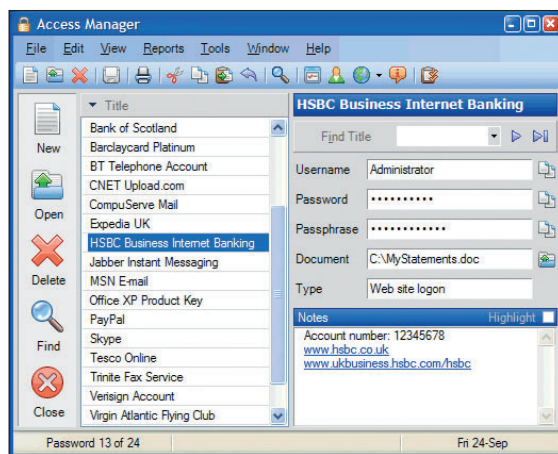 Access Manager
File Edit View Reports Tools Window Help
New
Open
Delete
Find
Close
Title
Bank of Scotland
Barclaycard Platinum
BT Telephone Account
CNET Upload.com
CompuServe Mail
Expedia UK
HSBC Business Internet Banking
Jabber Instant Messaging
MSN E-mail
Office XP Product Key
PayPal
Skype
Tesco Online
Trinite Fax Service
Verisign Account
Virgin Atlantic Flying Club
HSBC Business Internet Banking
Find Title
Username Administrator
Password ••••••••••
Passphrase ••••••••••••
Document C:\MyStatements.doc
Type Web site logon
Notes Highlight
Account number: 12345678
www.hsbc.co.uk
www.ukbusiness.hsbc.com/hsbc
Password 13 of 24 Fri 24-Sep